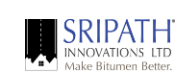 SRIPATH®
INNOVATIONS LTD
Make Bitumen Better.